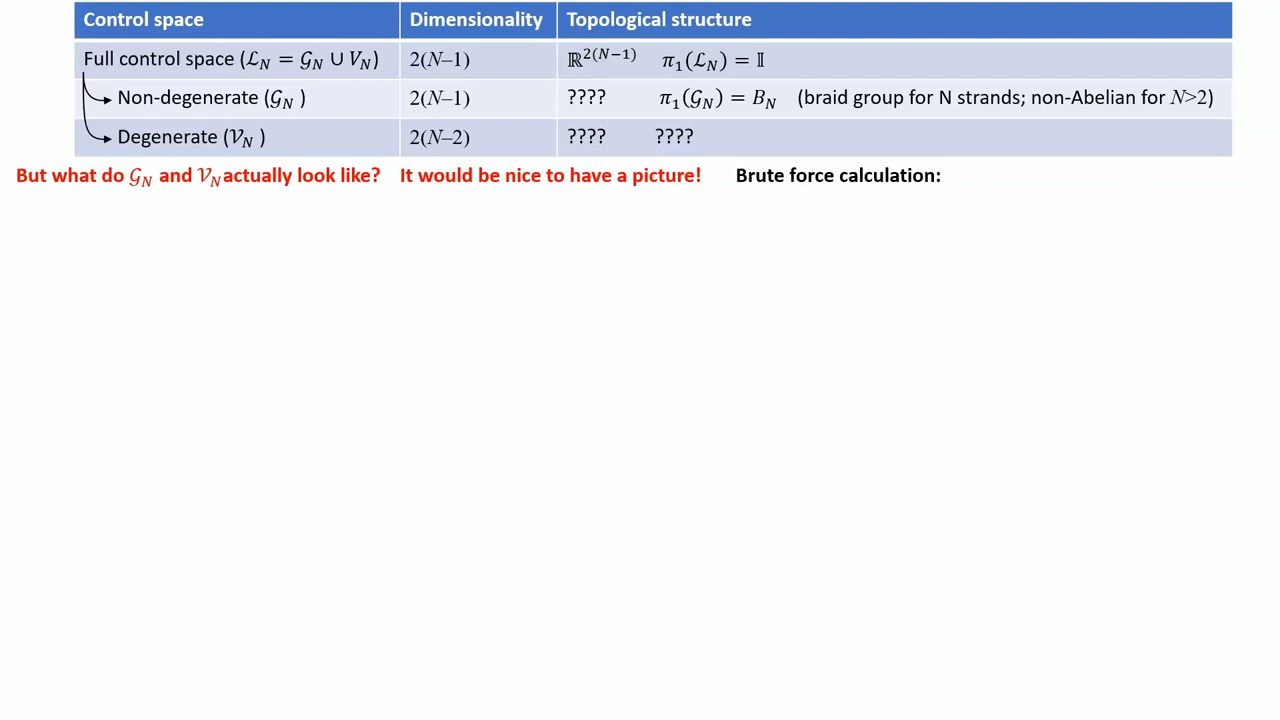 Control space Dimensionality Topological structure
Full control space (ℒ_N = 𝒢_N ∪ V_N) 2(N–1) ℝ^{2(N−1)} π₁(ℒ_N) = 𝕀
Non-degenerate (𝒢_N ) 2(N–1) ???? π₁(𝒢_N) = B_N (braid group for N strands; non-Abelian for N>2)
Degenerate (𝒱_N ) 2(N–2) ???? ????
But what do 𝒢_N and 𝒱_N actually look like? It would be nice to have a picture! Brute force calculation: